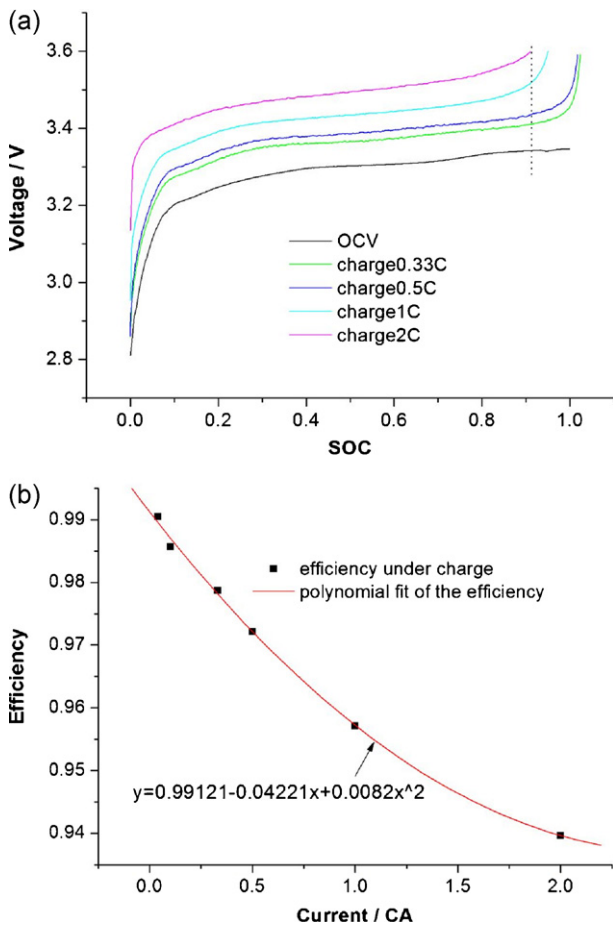 (a)
3.6
3.4
3.2
3.0
2.8
Voltage / V
OCV
charge0.33C
charge0.5C
charge1C
charge2C
0.0 0.2 0.4 0.6 0.8 1.0
SOC
(b)
0.99
0.98
0.97
0.96
0.95
0.94
Efficiency
efficiency under charge
polynomial fit of the efficiency
y=0.99121-0.04221x+0.0082x^2
0.0 0.5 1.0 1.5 2.0
Current / CA